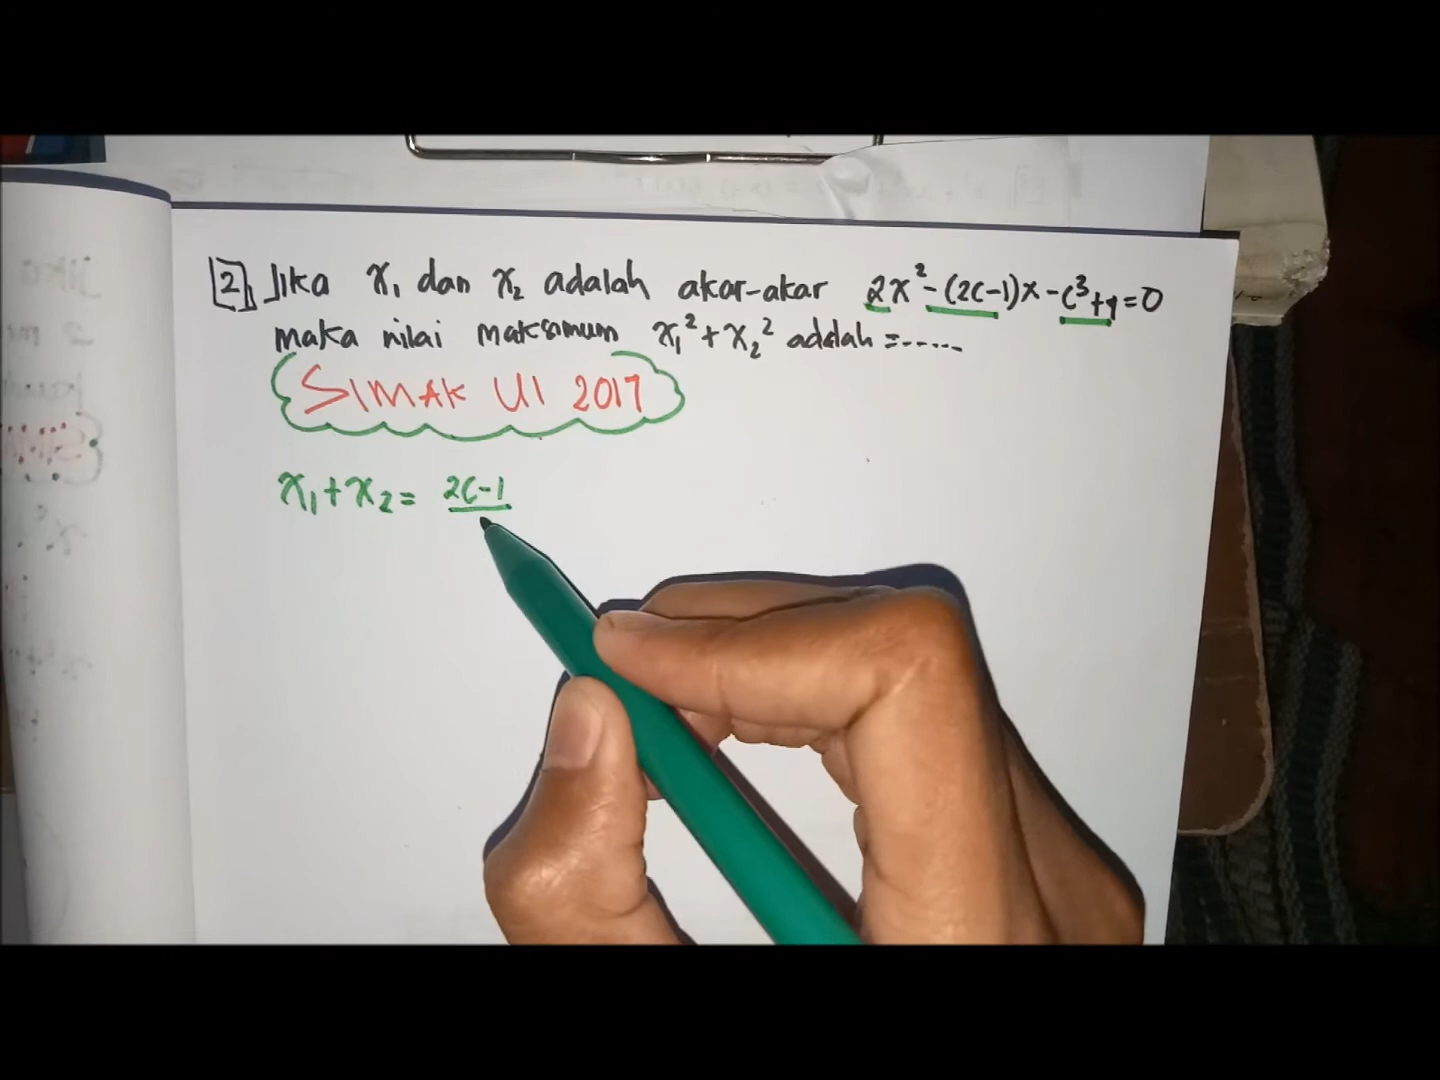 2 Jika x₁ dan x₂ adalah akar-akar 2x² - (2c-1)x - c³ + 4 = 0
maka nilai maksimum x₁² + x₂² adalah = ......
SIMAK UI 2017
x₁ + x₂ = 2c-1